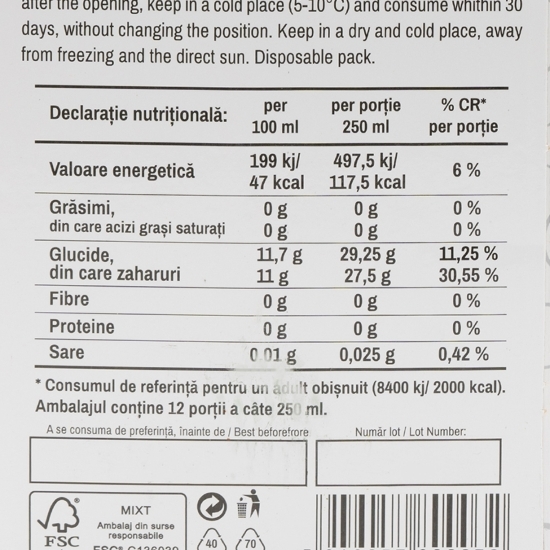 after the opening, keep in a cold place (5-10°C) and consume whithin 30
days, without changing the position. Keep in a dry and cold place, away
from freezing and the direct sun. Disposable pack.
Declarație nutrițională: per 100 ml per porție 250 ml % CR* per porție
Valoare energetică 199 kj/ 47 kcal 497,5 kj/ 117,5 kcal 6 %
Grăsimi, 0 g 0 g 0 %
din care acizi grași saturați 0 g 0 g 0 %
Glucide, 11,7 g 29,25 g 11,25 %
din care zaharuri 11 g 27,5 g 30,55 %
Fibre 0 g 0 g 0 %
Proteine 0 g 0 g 0 %
Sare 0 01 g 0,025 g 0,42 %
* Consumul de referință pentru un adult obișnuit (8400 kj/ 2000 kcal).
Ambalajul conține 12 porții a câte 250 ml.
A se consuma de preferință, înainte de / Best beforefrore
Număr lot / Lot Number:
MIXT
Ambalaj din surse
responsabile
FSC
40
70